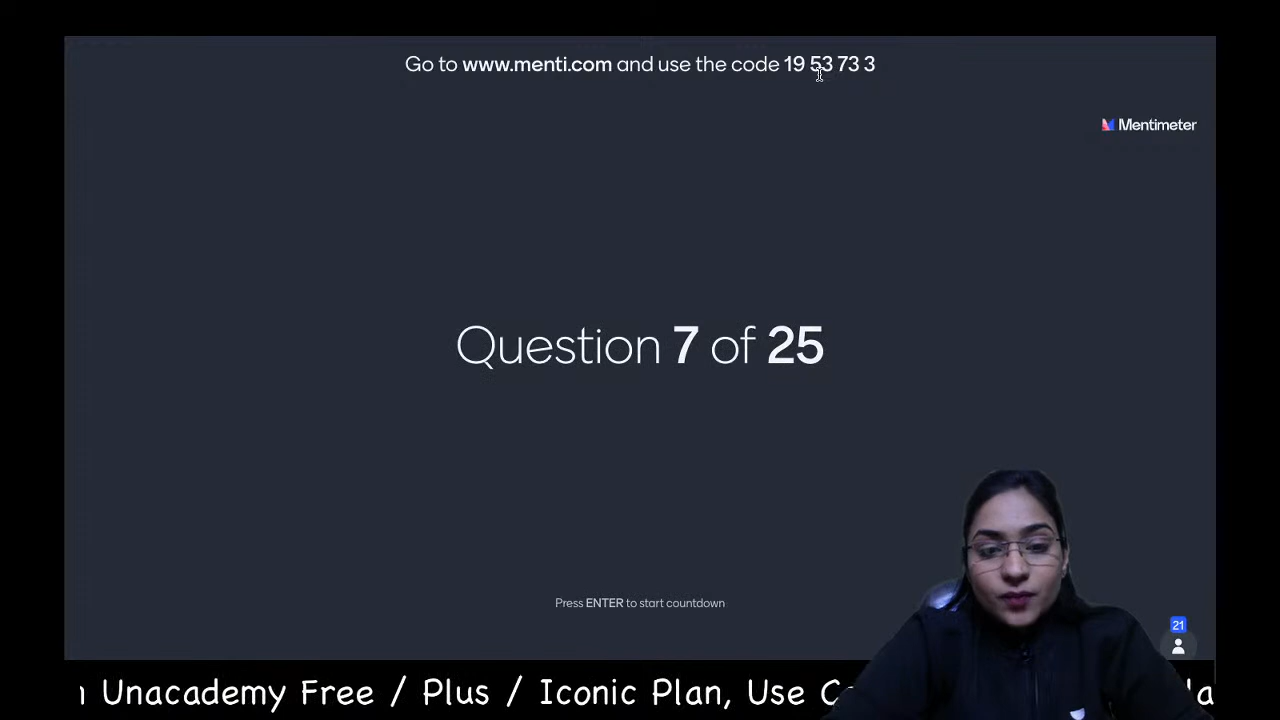 Go to www.menti.com and use the code 19 53 73 3
Mentimeter
Question 7 of 25
Press ENTER to start countdown
21
Unacademy Free / Plus / Iconic Plan, Use